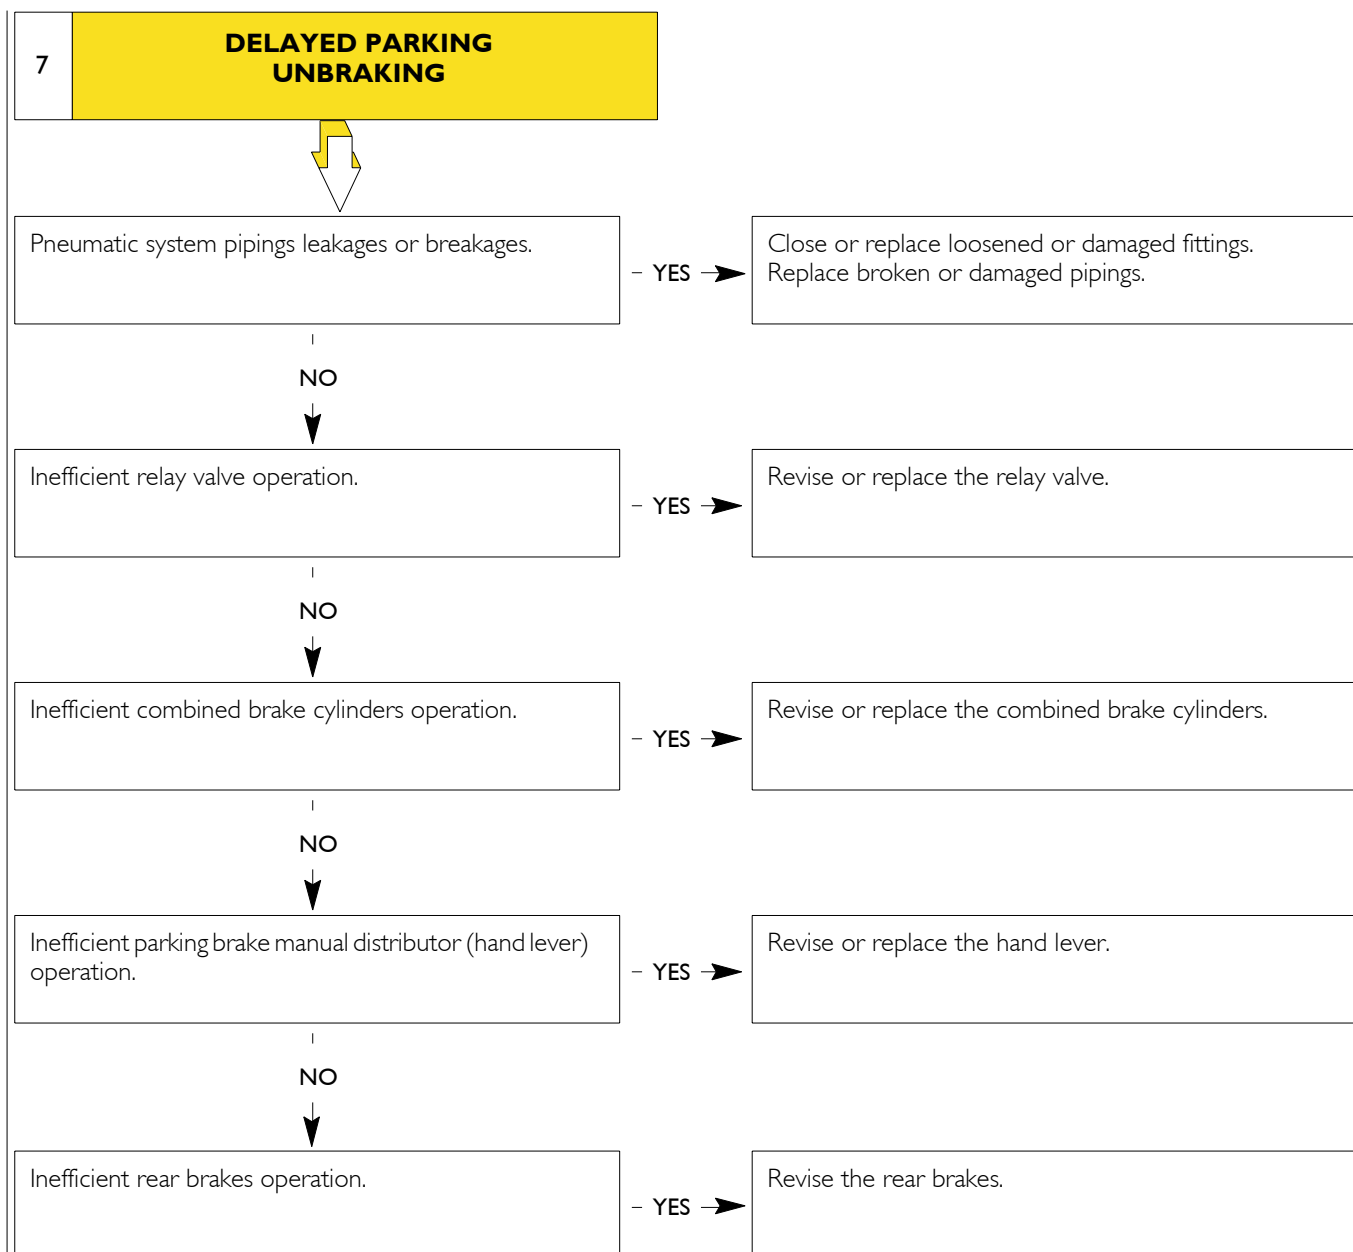 7
DELAYED PARKING
UNBRAKING
Pneumatic system pipings leakages or breakages.
YES
Close or replace loosened or damaged fittings.
Replace broken or damaged pipings.
NO
Inefficient relay valve operation.
YES
Revise or replace the relay valve.
NO
Inefficient combined brake cylinders operation.
YES
Revise or replace the combined brake cylinders.
NO
Inefficient parking brake manual distributor (hand lever)
operation.
YES
Revise or replace the hand lever.
NO
Inefficient rear brakes operation.
YES
Revise the rear brakes.